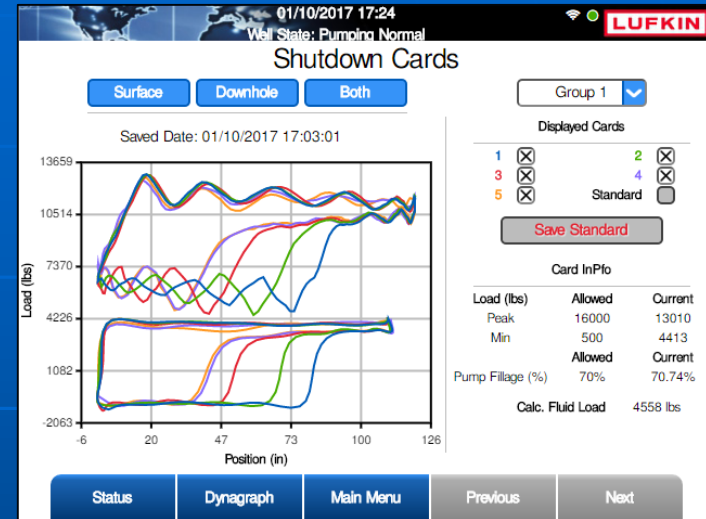 01/10/2017 17:24
Well State: Pumping Normal
LUFKIN
Shutdown Cards
Surface Downhole Both
Group 1
Saved Date: 01/10/2017 17:03:01
Displayed Cards
1 2
3 4
5 Standard
Save Standard
Card InPfo
Load (lbs) Allowed Current
Peak 16000 13010
Min 500 4413
Allowed Current
Pump Fillage (%) 70% 70.74%
Calc. Fluid Load 4558 lbs
Load (lbs)
13659
10514
7370
4226
1082
-2063
-6 20 47 73 100 126
Position (in)
Status Dynagraph Main Menu Previous Next